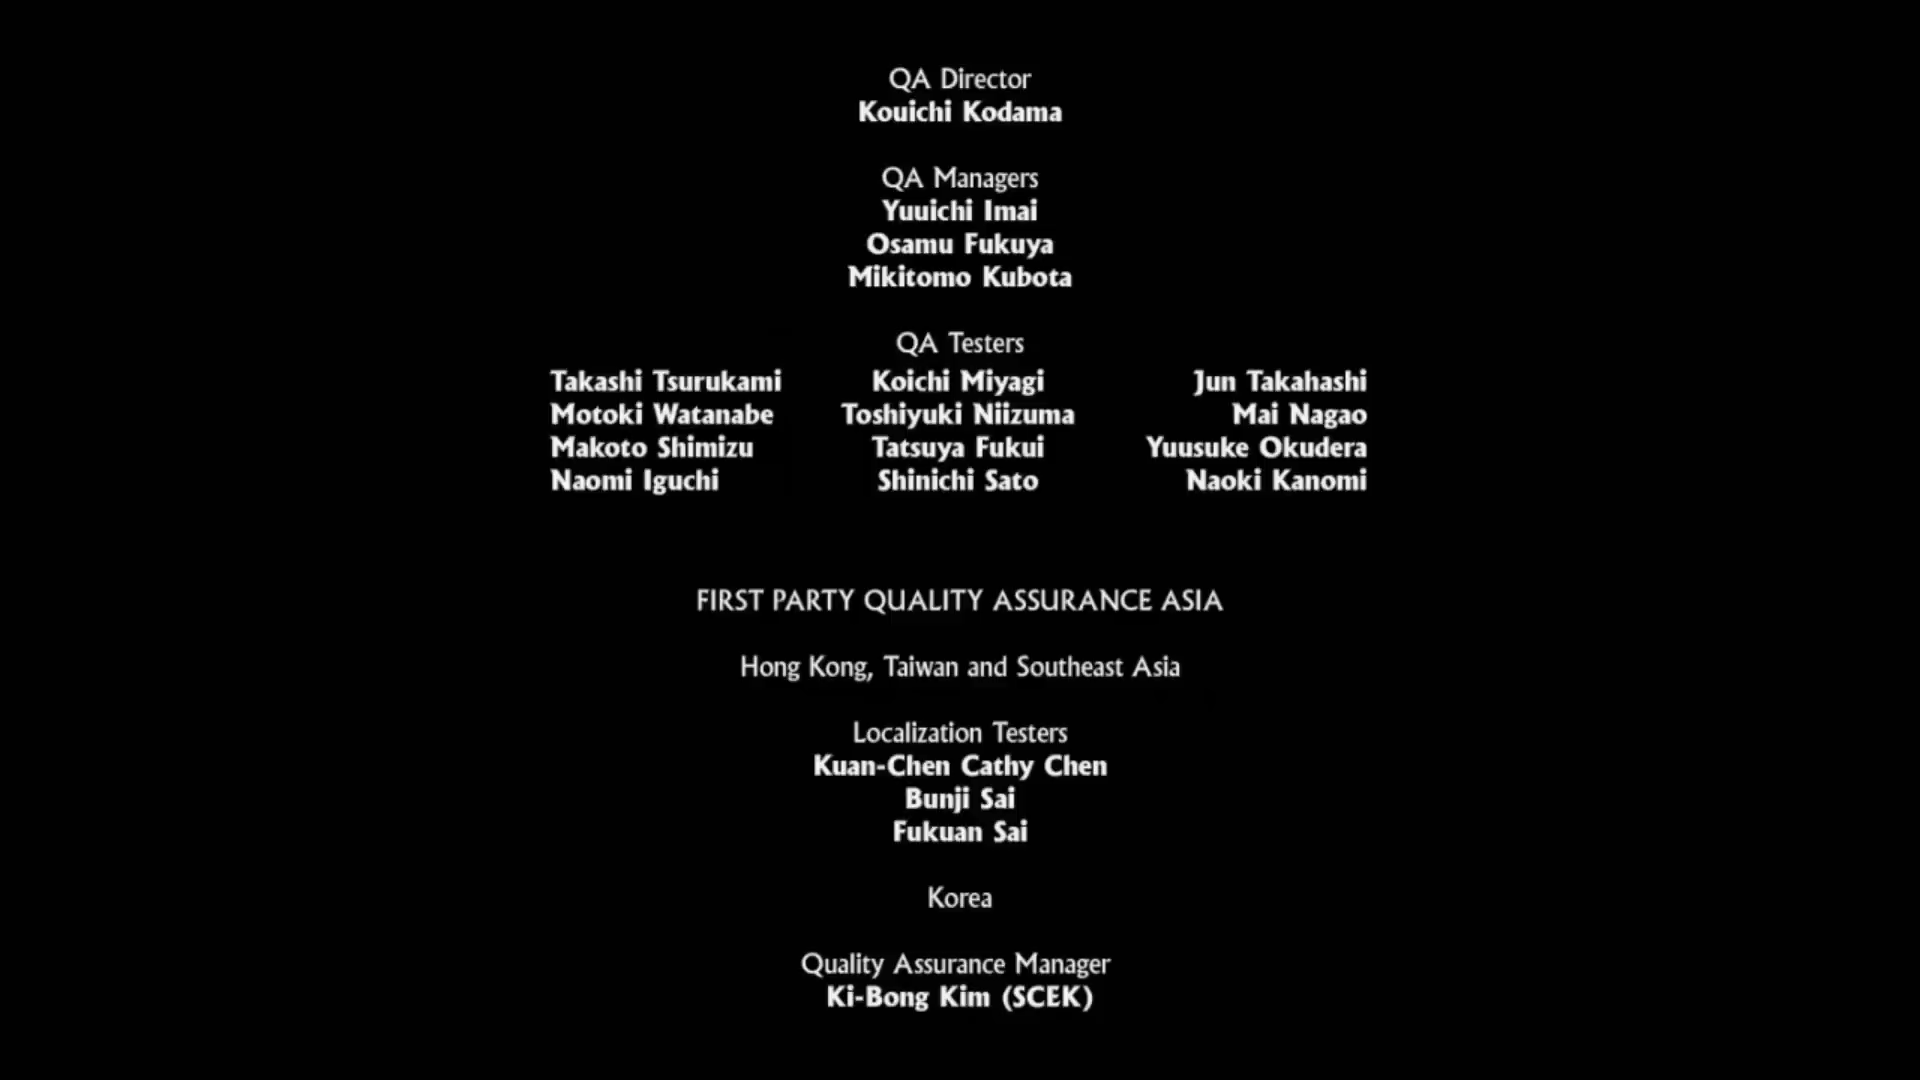 QA Director
Kouichi Kodama
QA Managers
Yuuichi Imai
Osamu Fukuya
Mikitomo Kubota
QA Testers
Takashi Tsurukami Koichi Miyagi Jun Takahashi
Motoki Watanabe Toshiyuki Niizuma Mai Nagao
Makoto Shimizu Tatsuya Fukui Yuusuke Okudera
Naomi Iguchi Shinichi Sato Naoki Kanomi
FIRST PARTY QUALITY ASSURANCE ASIA
Hong Kong, Taiwan and Southeast Asia
Localization Testers
Kuan-Chen Cathy Chen
Bunji Sai
Fukuan Sai
Korea
Quality Assurance Manager
Ki-Bong Kim (SCEK)